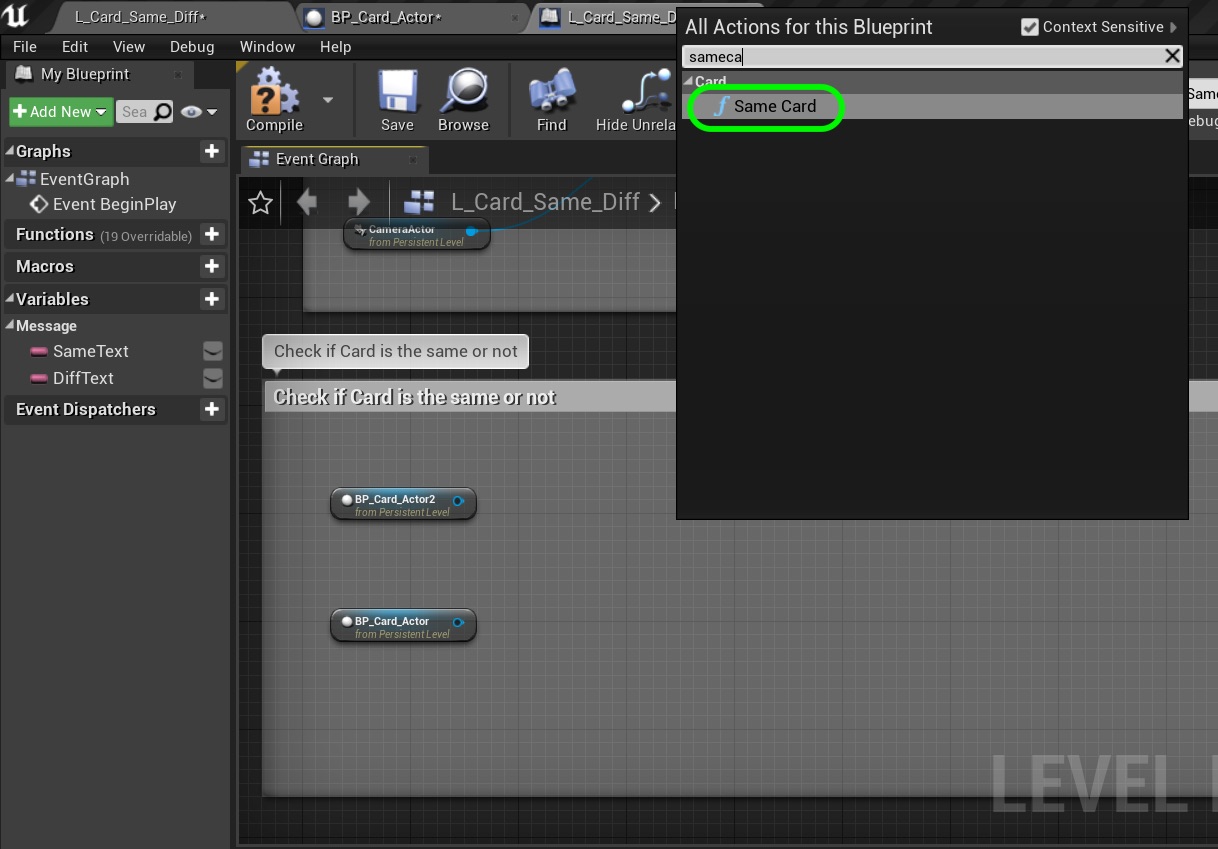 L_Card_Same_Diff*
BP_Card_Actor*
L_Card_Same_D
All Actions for this Blueprint
Context Sensitive
File Edit View Debug Window Help
sameca
My Blueprint
Card
Same Card
Same
Add New
Sea
Compile
Save
Browse
Find
Hide Unrela
ebug
Graphs
EventGraph
Event BeginPlay
Functions (19 Overridable)
Macros
Variables
Message
SameText
DiffText
Event Dispatchers
Event Graph
L_Card_Same_Diff
CameraActor
from Persistent Level
Check if Card is the same or not
Check if Card is the same or not
BP_Card_Actor2
from Persistent Level
BP_Card_Actor
from Persistent Level
LEVEL